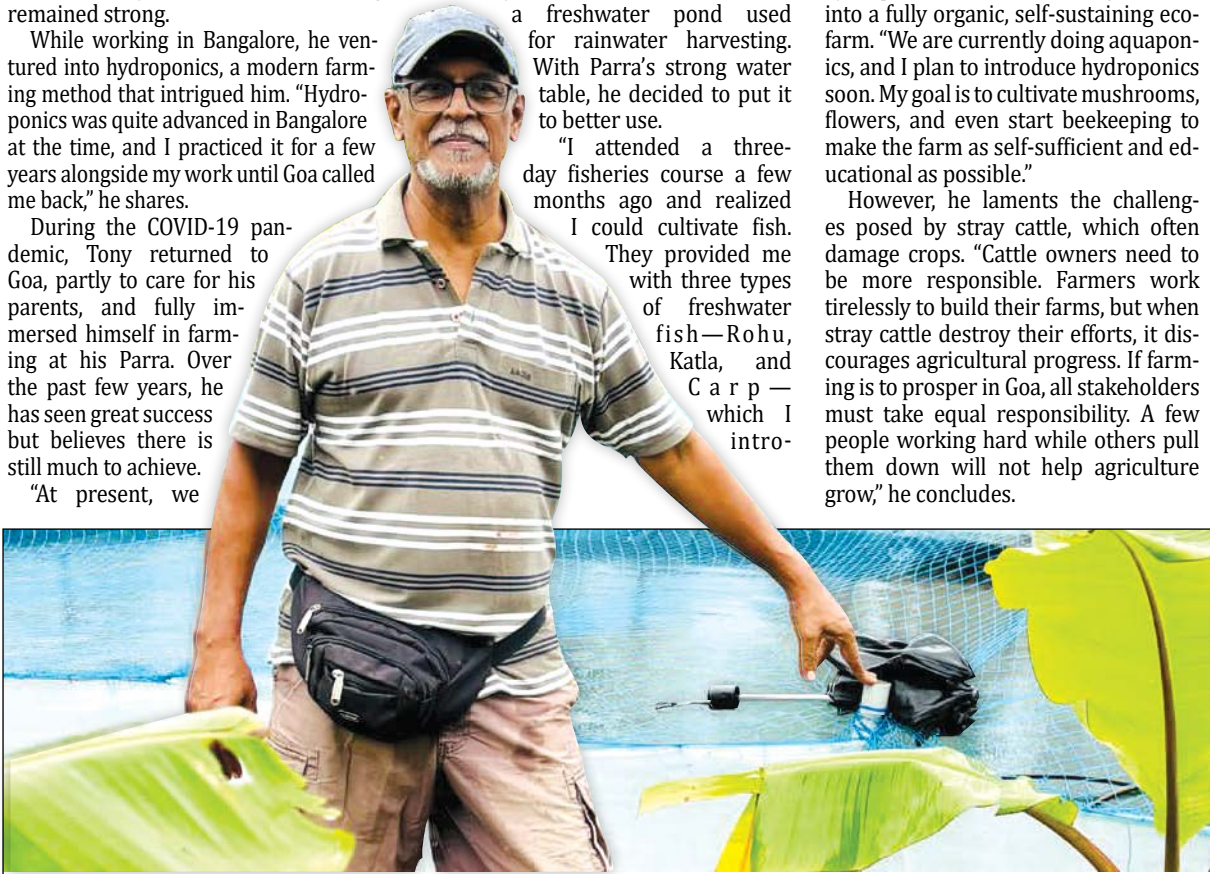 remained strong.
While working in Bangalore, he ven-
tured into hydroponics, a modern farm-
ing method that intrigued him. “Hydro-
ponics was quite advanced in Bangalore
at the time, and I practiced it for a few
years alongside my work until Goa called
me back,” he shares.
During the COVID-19 pan-
demic, Tony returned to
Goa, partly to care for his
parents, and fully im-
mersed himself in farm-
ing at his Parra. Over
the past few years, he
has seen great success
but believes there is
still much to achieve.
“At present, we
a freshwater pond used
for rainwater harvesting.
With Parra’s strong water
table, he decided to put it
to better use.
“I attended a three-
day fisheries course a few
months ago and realized
I could cultivate fish.
They provided me
with three types
of freshwater
fish—Rohu,
Katla, and
Carp—
which I
intro-
into a fully organic, self-sustaining eco-
farm. “We are currently doing aquapon-
ics, and I plan to introduce hydroponics
soon. My goal is to cultivate mushrooms,
flowers, and even start beekeeping to
make the farm as self-sufficient and ed-
ucational as possible.”
However, he laments the challeng-
es posed by stray cattle, which often
damage crops. “Cattle owners need to
be more responsible. Farmers work
tirelessly to build their farms, but when
stray cattle destroy their efforts, it dis-
courages agricultural progress. If farm-
ing is to prosper in Goa, all stakeholders
must take equal responsibility. A few
people working hard while others pull
them down will not help agriculture
grow,” he concludes.